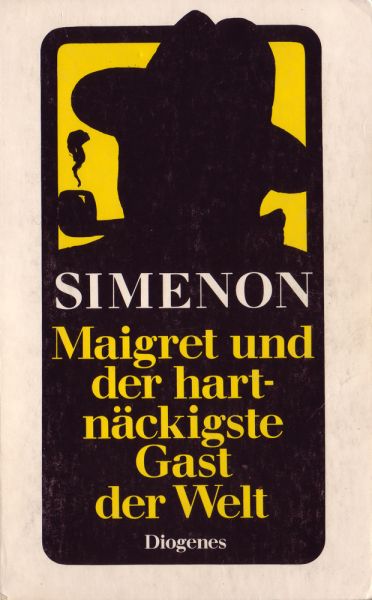 SIMENON
Maigret und
der hart-
näckigste
Gast
der Welt
Diogenes